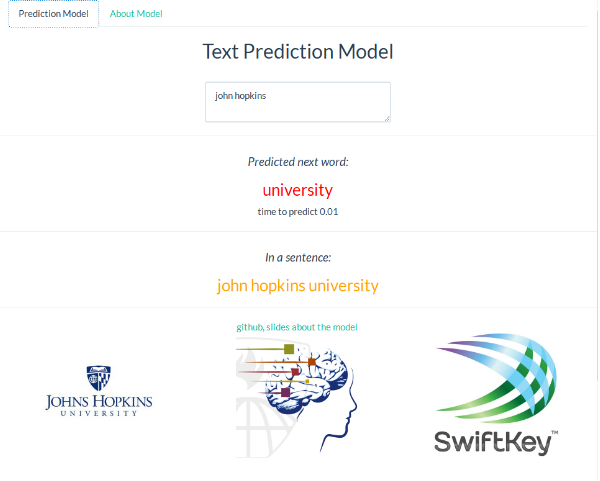 Prediction Model About Model
Text Prediction Model
john hopkins
Predicted next word:
university
time to predict 0.01
In a sentence:
john hopkins university
github, slides about the model
JOHNS HOPKINS
UNIVERSITY
SwiftKey™